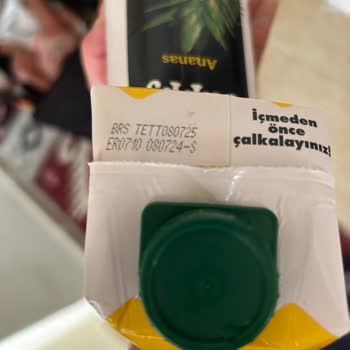 Ananas
BRS TETT080725
ER0710 080724-S
İçmeden
önce
çalkalayınız!